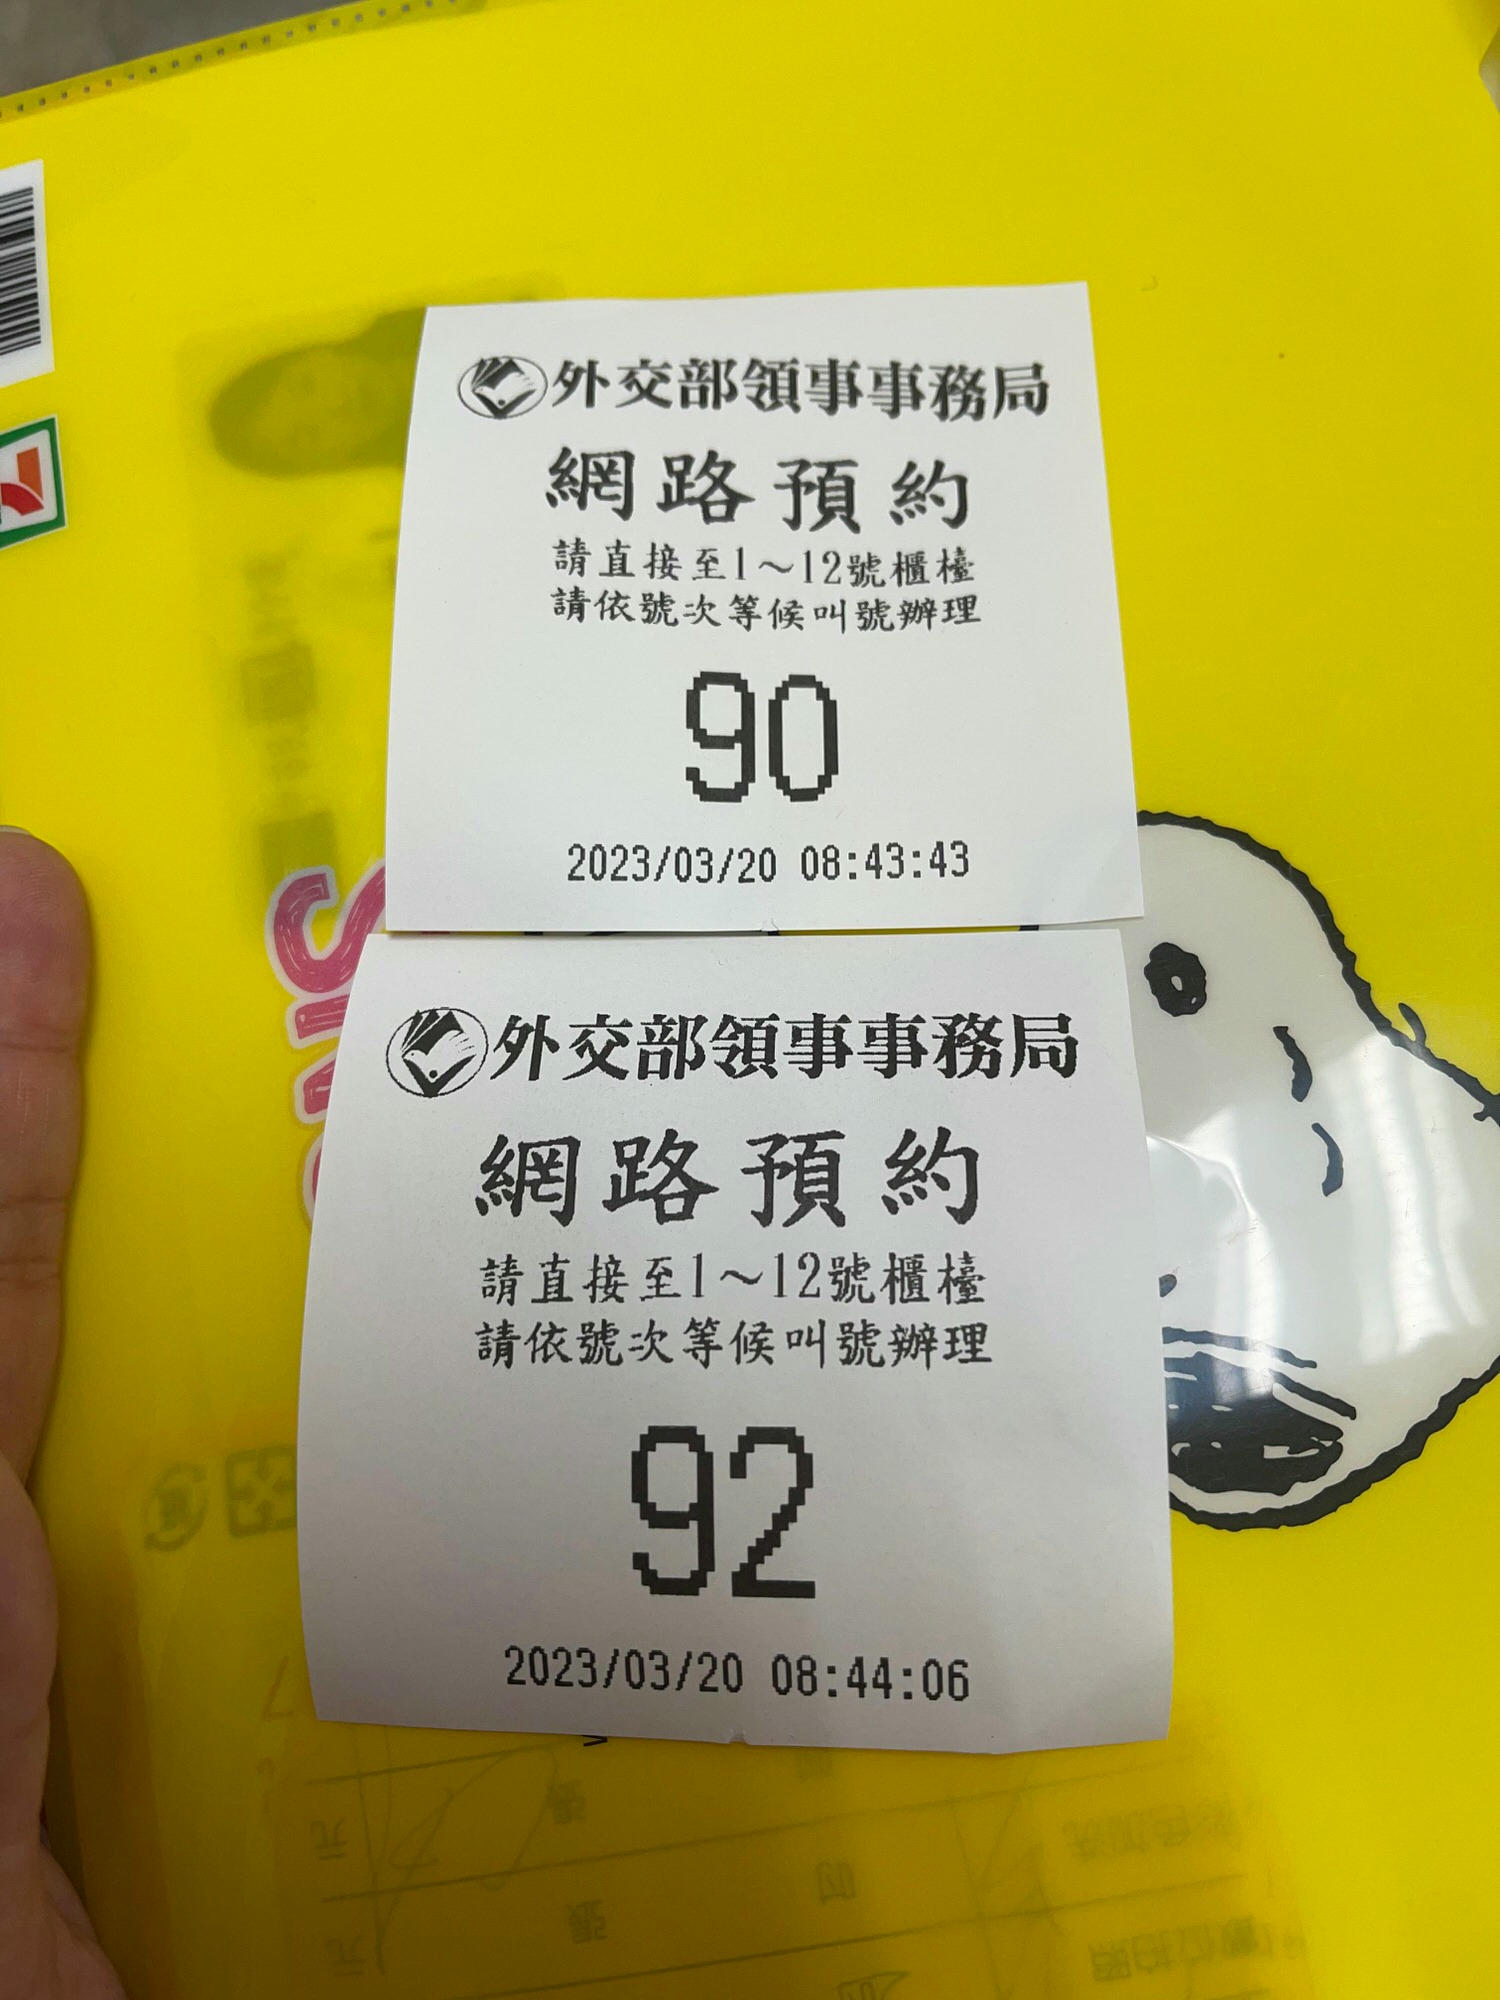 外交部領事事務局
網路預約
請直接至1～12號櫃檯
請依號次等候叫號辦理
90
2023/03/20 08:43:43
外交部領事事務局
網路預約
請直接至1～12號櫃檯
請依號次等候叫號辦理
92
2023/03/20 08:44:06